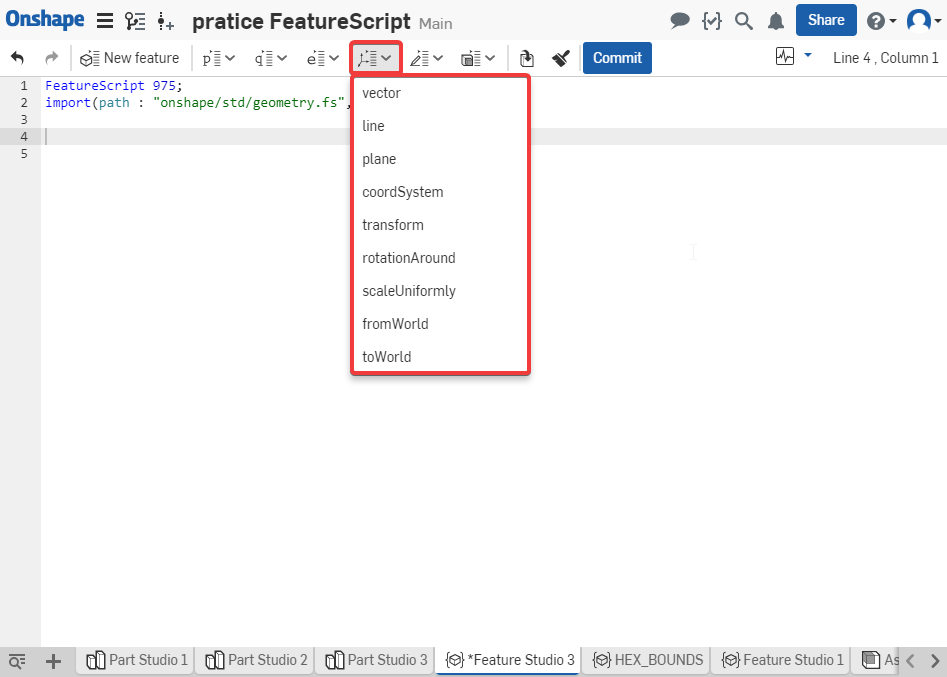 Onshape pratice FeatureScript Main Share
New feature p e Commit Line 4 , Column 1
1 FeatureScript 975;
2 import(path : "onshape/std/geometry.fs",
3
4
5
vector
line
plane
coordSystem
transform
rotationAround
scaleUniformly
fromWorld
toWorld
Part Studio 1 Part Studio 2 Part Studio 3 *Feature Studio 3 HEX_BOUNDS Feature Studio 1 As